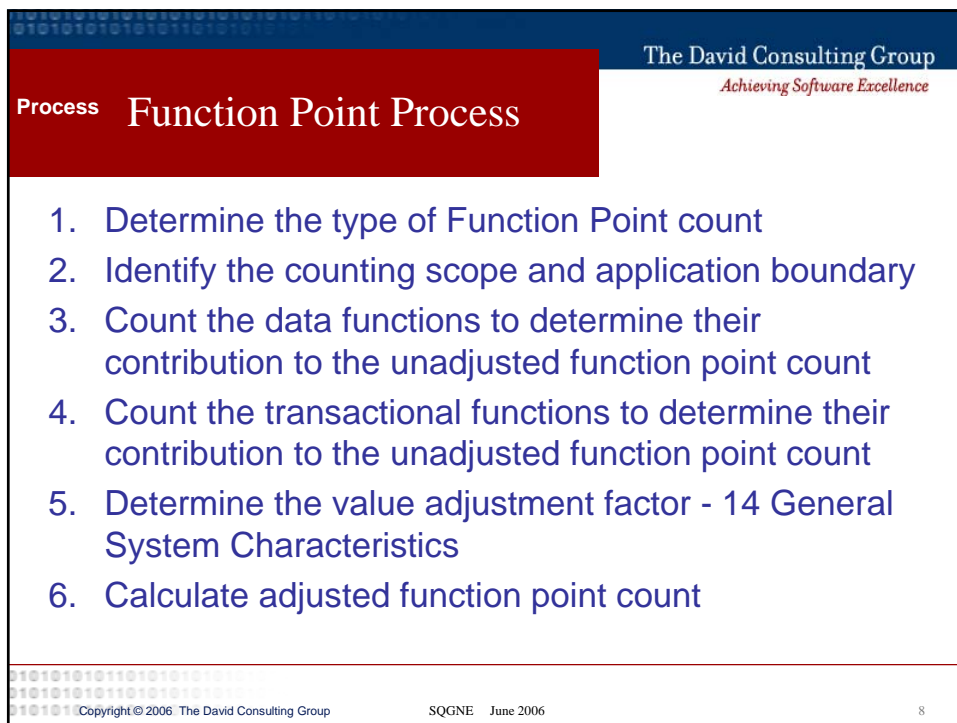 The David Consulting Group
Achieving Software Excellence
Process Function Point Process
1. Determine the type of Function Point count
2. Identify the counting scope and application boundary
3. Count the data functions to determine their
contribution to the unadjusted function point count
4. Count the transactional functions to determine their
contribution to the unadjusted function point count
5. Determine the value adjustment factor - 14 General
System Characteristics
6. Calculate adjusted function point count
Copyright © 2006 The David Consulting Group SQGNE June 2006 8